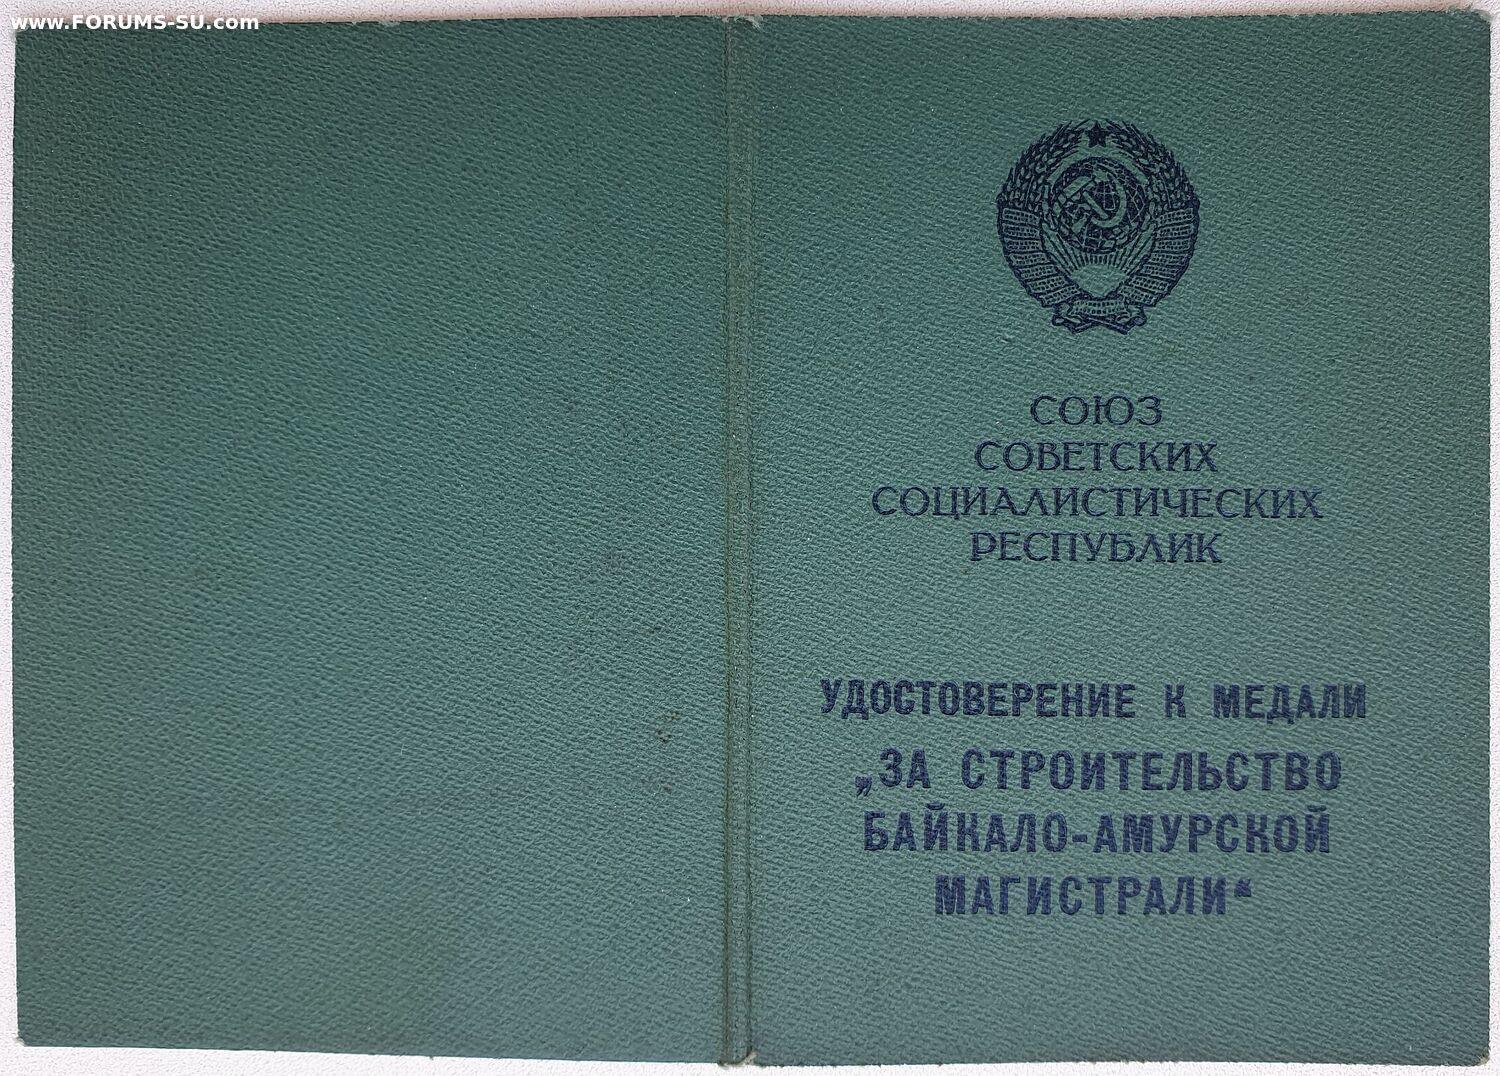 www.FORUMS-SU.com
СОЮЗ
СОВЕТСКИХ
СОЦИАЛИСТИЧЕСКИХ
РЕСПУБЛИК
УДОСТОВЕРЕНИЕ К МЕДАЛИ
„ЗА СТРОИТЕЛЬСТВО
БАЙКАЛО-АМУРСКОЙ
МАГИСТРАЛИ“